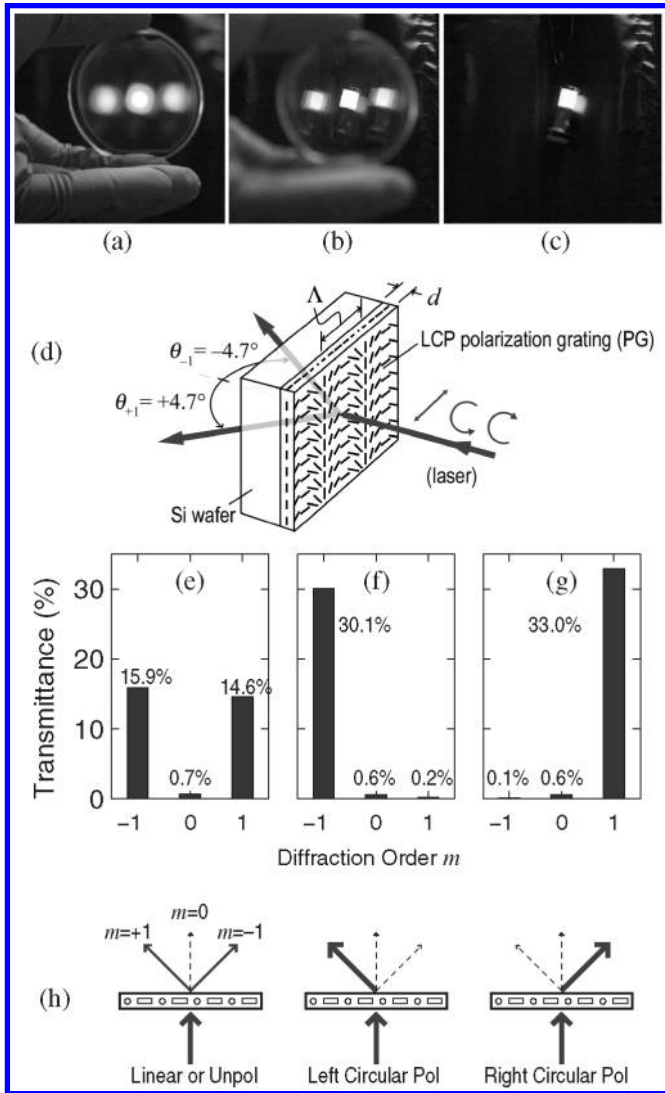 (a) (b) (c)
(d)
Λ
d
LCP polarization grating (PG)
θ−1 = −4.7°
θ+1 = +4.7°
(laser)
Si wafer
Transmittance (%)
30
20
10
0
(e)
15.9%
0.7%
14.6%
−1 0 1
(f)
30.1%
0.6%
0.2%
−1 0 1
(g)
33.0%
0.1%
0.6%
−1 0 1
Diffraction Order m
(h)
m=+1
m=0
m=−1
Linear or Unpol
Left Circular Pol
Right Circular Pol